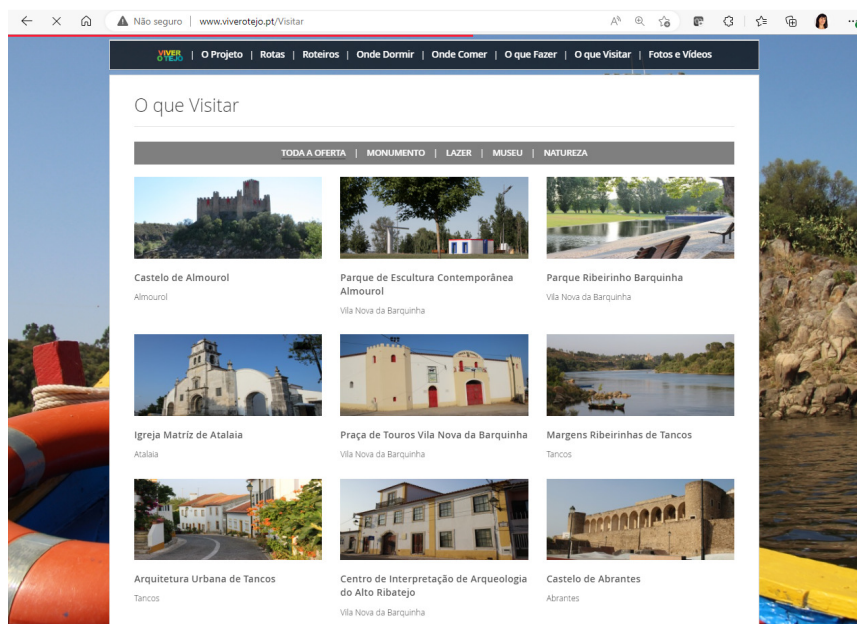 Não seguro | www.viverotejo.pt/Visitar
VIVER O TEJO | O Projeto | Rotas | Roteiros | Onde Dormir | Onde Comer | O que Fazer | O que Visitar | Fotos e Vídeos
O que Visitar
TODA A OFERTA | MONUMENTO | LAZER | MUSEU | NATUREZA
Castelo de Almourol
Almourol
Parque de Escultura Contemporânea
Almourol
Vila Nova da Barquinha
Parque Ribeirinho Barquinha
Vila Nova da Barquinha
Igreja Matríz de Atalaia
Atalaia
Praça de Touros Vila Nova da Barquinha
Vila Nova da Barquinha
Margens Ribeirinhas de Tancos
Tancos
Arquitetura Urbana de Tancos
Tancos
Centro de Interpretação de Arqueologia
do Alto Ribatejo
Vila Nova da Barquinha
Castelo de Abrantes
Abrantes